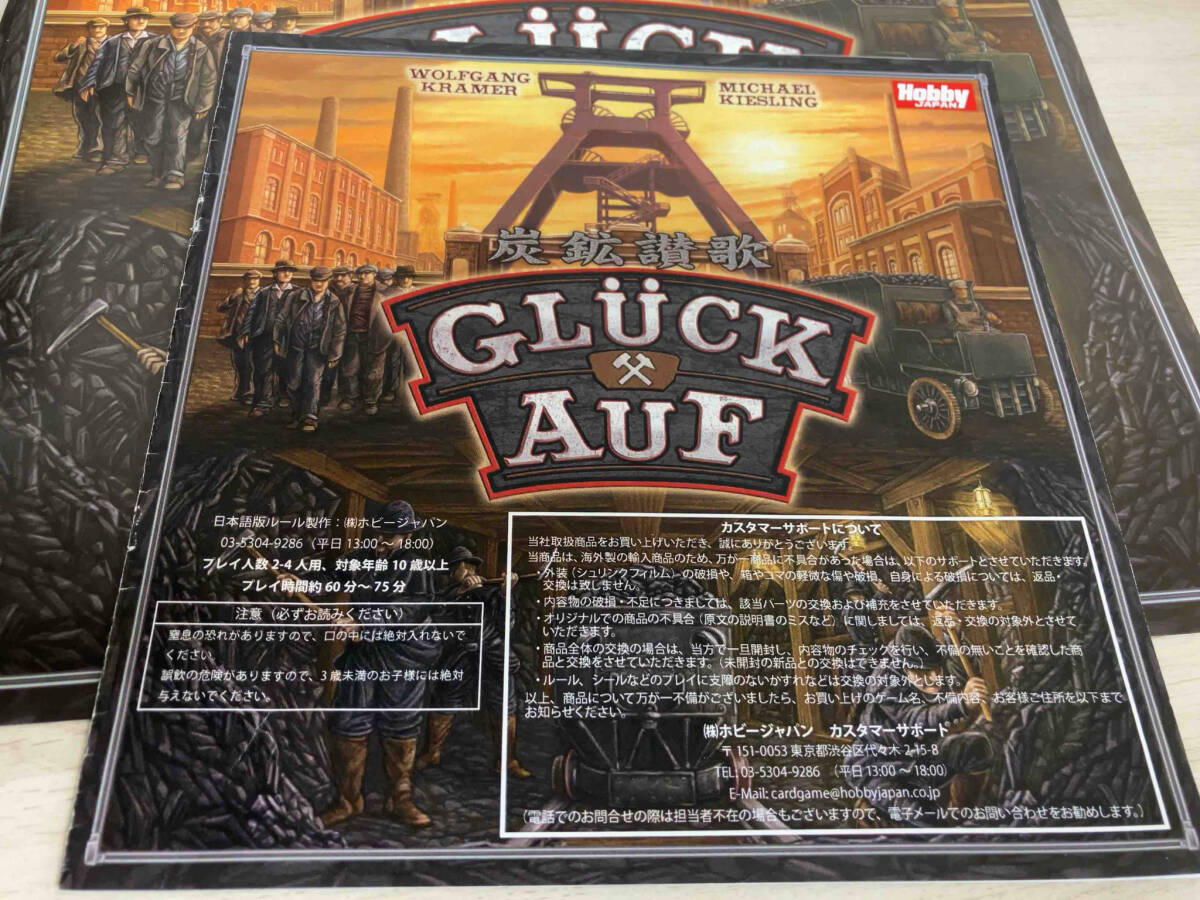 LÜCK
WOLFGANG
KRAMER
MICHAEL
KIESLING
Hobby
JAPAN
炭鉱讃歌
GLÜCK
AUF
日本語版ルール製作：㈱ホビージャパン
03-5304-9286（平日 13:00 〜 18:00）
プレイ人数 2-4 人用、対象年齢 10 歳以上
プレイ時間約 60 分〜 75 分
注意（必ずお読みください）
窒息の恐れがありますので、口の中には絶対入れないで
ください。
誤飲の危険がありますので、3 歳未満のお子様には絶対
与えないでください。
カスタマーサポートについて
当社取扱商品をお買い上げいただき、誠にありがとうございます。
当商品は、海外製の輸入商品のため、万が一商品に不具合があった場合は、以下のサポートとさせていただきます。
・外装（シュリンクフィルム）の破損や、箱やコマの軽微な傷や破損、自身による破損については、返品・
交換は致しません。
・内容物の破損・不足につきましては、該当パーツの交換および補充をさせていただきます。
・オリジナルでの商品の不具合（原文の説明書のミスなど）に関しましては、返品・交換の対象外とさせて
いただきます。
・商品全体の交換の場合は、当方で一旦開封し、内容物のチェックを行い、不備の無いことを確認した商
品と交換をさせていただきます。（未開封の新品との交換はできません。）
・ルール、シールなどのプレイに支障のないかすれなどは交換の対象外とします。
以上、商品について万が一不備がございましたら、お買い上げのゲーム名、不備内容、お客様ご住所を以下まで
お知らせください。
㈱ホビージャパン　カスタマーサポート
〒 151-0053 東京都渋谷区代々木 2-15-8
TEL: 03-5304-9286　（平日 13:00 〜 18:00）
E-Mail: cardgame@hobbyjapan.co.jp
（電話でのお問合せの際は担当者不在の場合もございますので、電子メールでのお問い合わせをお勧めします。）